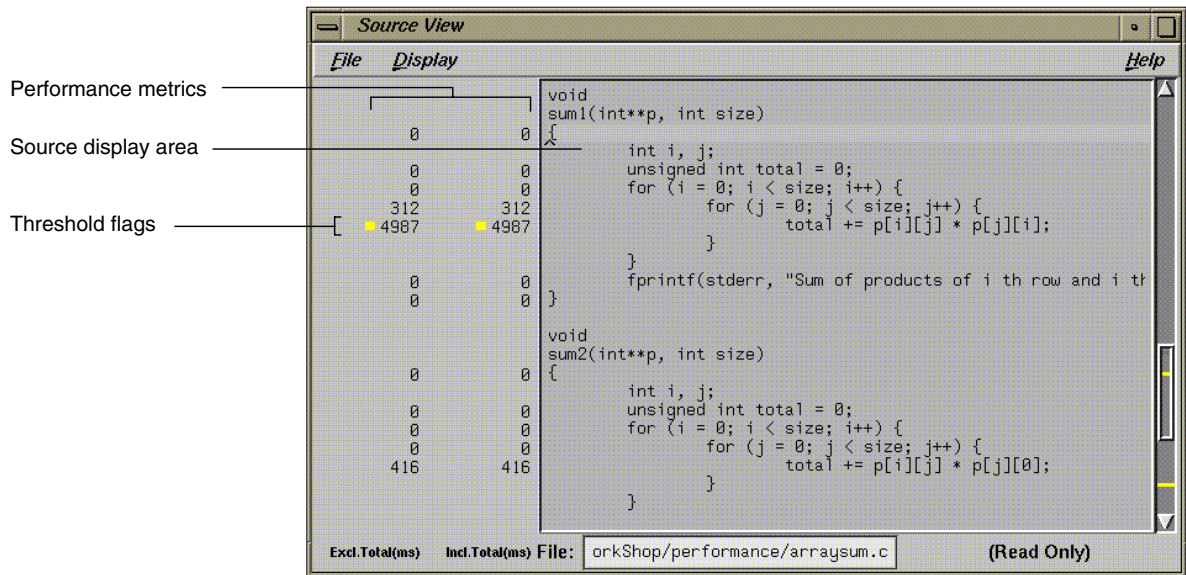 Source View
File Display Help
Performance metrics
Source display area
Threshold flags
void
sum1(int**p, int size)
0 0 {
int i, j;
0 0 unsigned int total = 0;
0 0 for (i = 0; i < size; i++) {
312 312 for (j = 0; j < size; j++) {
4987 4987 total += p[i][j] * p[j][i];
}
}
0 0 fprintf(stderr, "Sum of products of i th row and i th
0 0 }
void
sum2(int**p, int size)
0 0 {
int i, j;
0 0 unsigned int total = 0;
0 0 for (i = 0; i < size; i++) {
0 0 for (j = 0; j < size; j++) {
416 416 total += p[i][j] * p[j][0];
}
}
Excl.Total(ms) Incl.Total(ms) File: orkShop/performance/arraysum.c (Read Only)